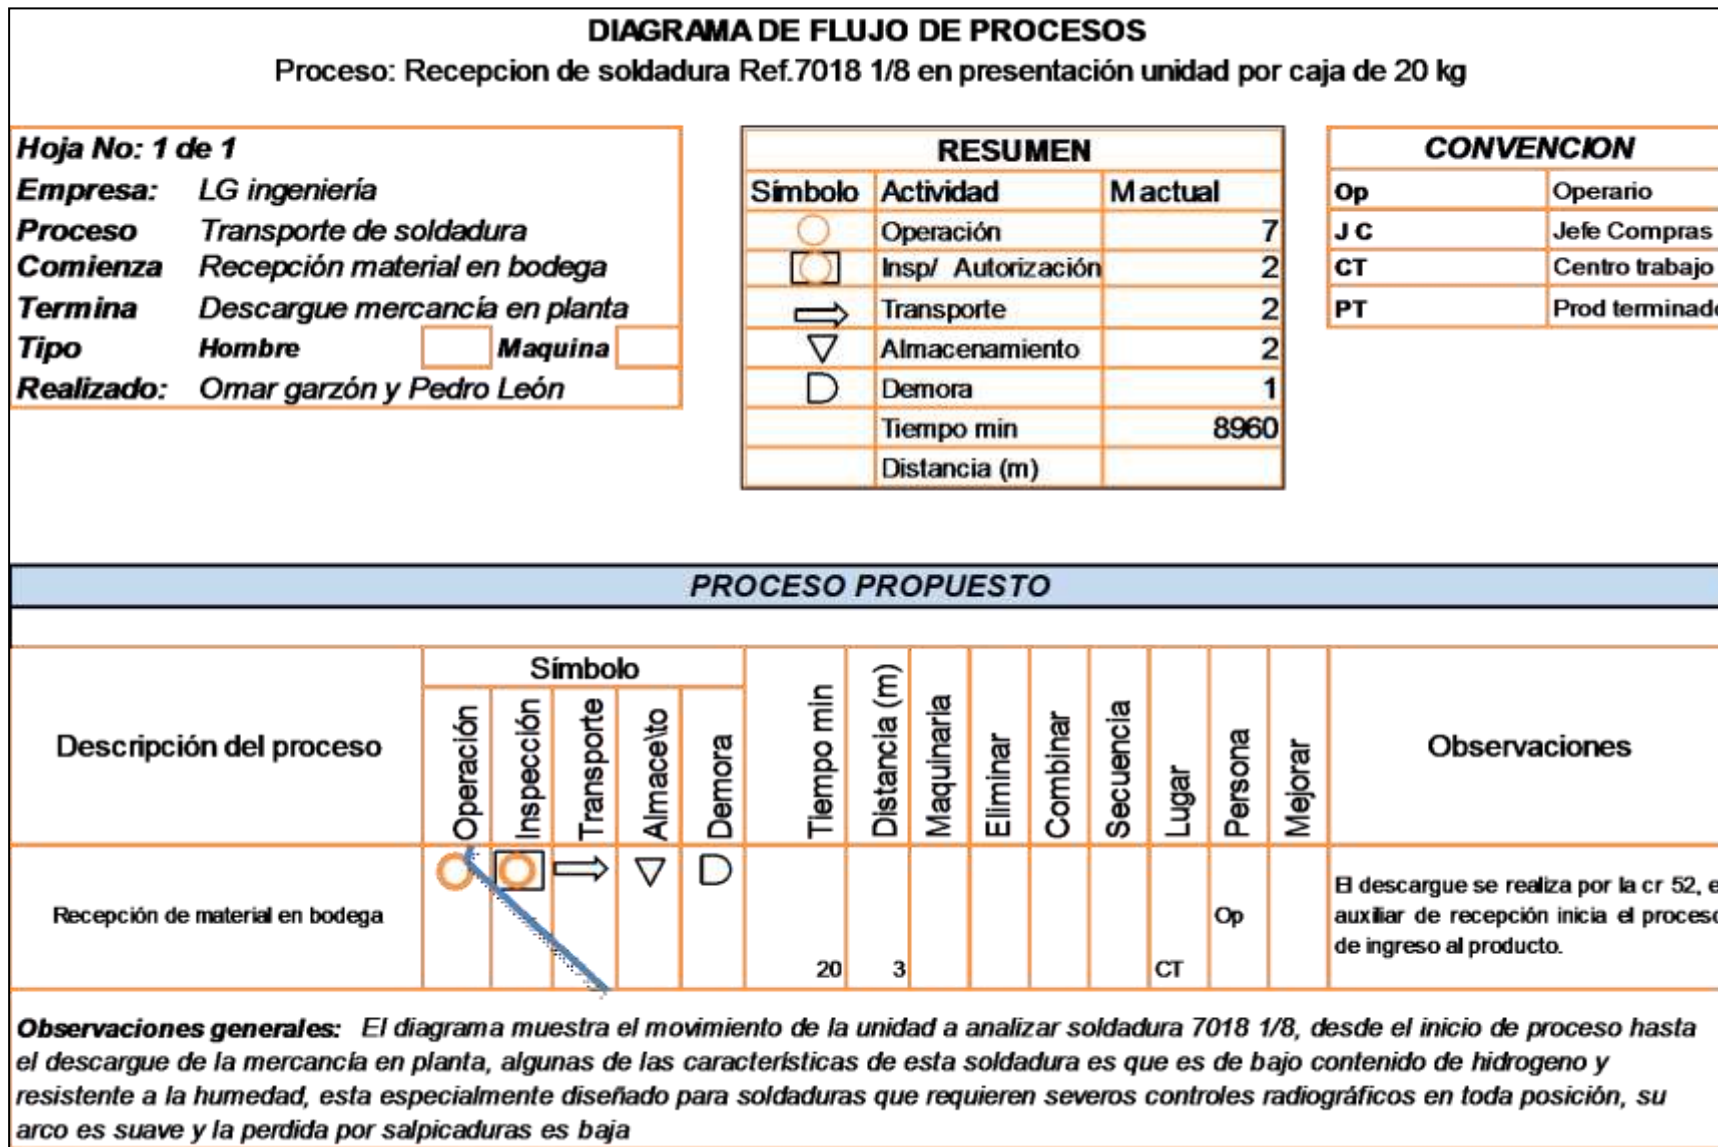 DIAGRAMA DE FLUJO DE PROCESOS
Proceso: Recepcion de soldadura Ref.7018 1/8 en presentación unidad por caja de 20 kg
Hoja No: 1 de 1
Empresa: LG ingeniería
Proceso Transporte de soldadura
Comienza Recepción material en bodega
Termina Descargue mercancía en planta
Tipo Hombre Maquina
Realizado: Omar garzón y Pedro León
RESUMEN
Símbolo Actividad M actual
Operación 7
Insp/ Autorización 2
Transporte 2
Almacenamiento 2
Demora 1
Tiempo min 8960
Distancia (m)
CONVENCION
Op Operario
J C Jefe Compras
CT Centro trabajo
PT Prod terminado
PROCESO PROPUESTO
Descripción del proceso
Símbolo
Operación
Inspección
Transporte
Almace\to
Demora
Tiempo min
Distancia (m)
Maquinaria
Eliminar
Combinar
Secuencia
Lugar
Persona
Mejorar
Observaciones
Recepción de material en bodega
20 3 CT Op
El descargue se realiza por la cr 52, e
auxiliar de recepción inicia el proceso
de ingreso al producto.
Observaciones generales: El diagrama muestra el movimiento de la unidad a analizar soldadura 7018 1/8, desde el inicio de proceso hasta
el descargue de la mercancía en planta, algunas de las características de esta soldadura es que es de bajo contenido de hidrogeno y
resistente a la humedad, esta especialmente diseñado para soldaduras que requieren severos controles radiográficos en toda posición, su
arco es suave y la perdida por salpicaduras es baja